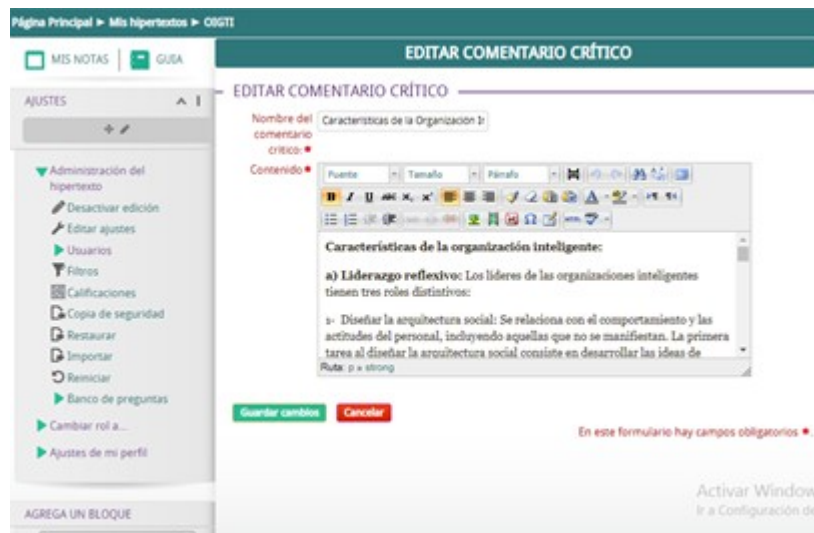 Página Principal ► Mis hipertextos ► OIGTI
MIS NOTAS
GUIA
EDITAR COMENTARIO CRÍTICO
AJUSTES
Administración del
hipertexto
Desactivar edición
Editar ajustes
Usuarios
Filtros
Calificaciones
Copia de seguridad
Restaurar
Importar
Reiniciar
Banco de preguntas
Cambiar rol a...
Ajustes de mi perfil
AGREGA UN BLOQUE
EDITAR COMENTARIO CRÍTICO
Nombre del
comentario
crítico:
Características de la Organización Ir
Contenido
Fuente Tamaño Párrafo
Características de la organización inteligente:
a) Liderazgo reflexivo: Los líderes de las organizaciones inteligentes
tienen tres roles distintivos:
1- Diseñar la arquitectura social: Se relaciona con el comportamiento y las
actitudes del personal, incluyendo aquellas que no se manifiestan. La primera
tarea al diseñar la arquitectura social consiste en desarrollar las ideas de
Ruta: p » strong
Guardar cambios Cancelar
En este formulario hay campos obligatorios
Activar Window
Ir a Configuración de